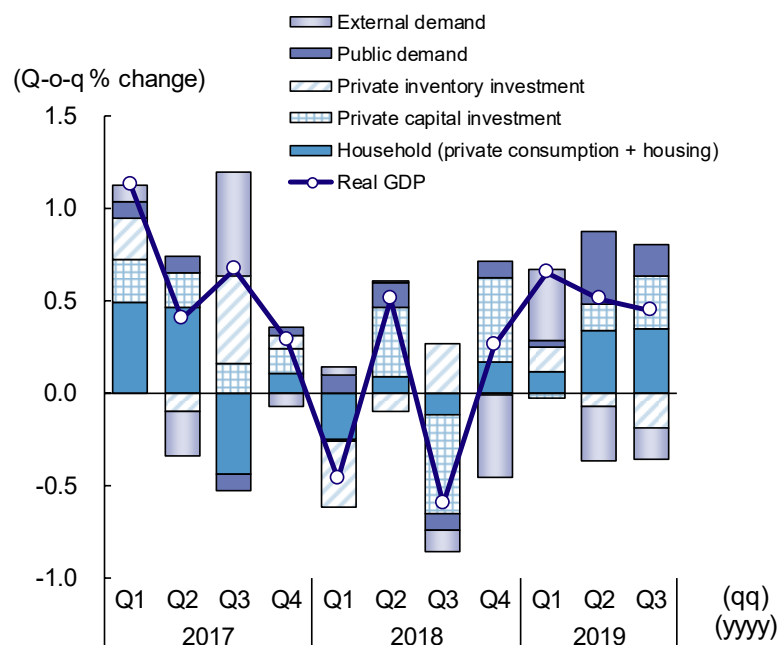 External demand
Public demand
(Q-o-q % change)
Private inventory investment
Private capital investment
Household (private consumption + housing)
Real GDP
1.5
1.0
0.5
0.0
-0.5
-1.0
Q1 Q2 Q3 Q4 Q1 Q2 Q3 Q4 Q1 Q2 Q3 (qq)
2017 2018 2019 (yyyy)